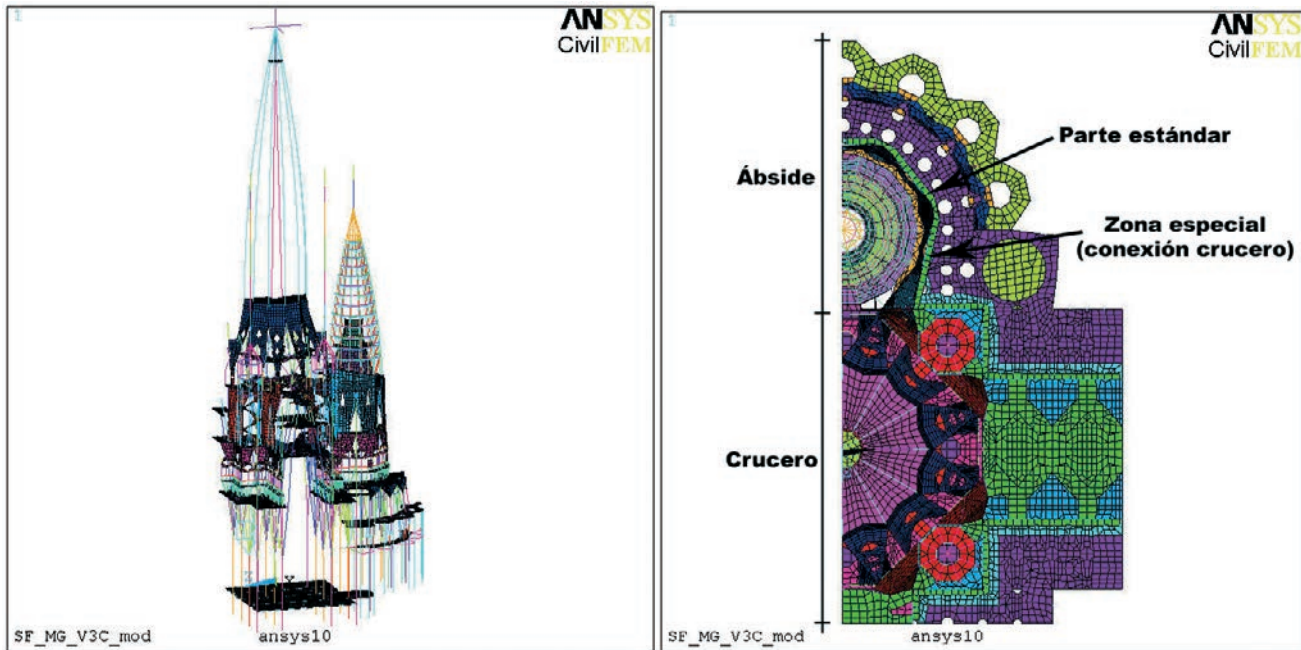 1
ANSYS
CivilFEM
Z
Y
SF_MG_V3C_mod
ansys10
1
ANSYS
CivilFEM
Parte estándar
Ábside
Zona especial
(conexión crucero)
Crucero
SF_MG_V3C_mod
ansys10